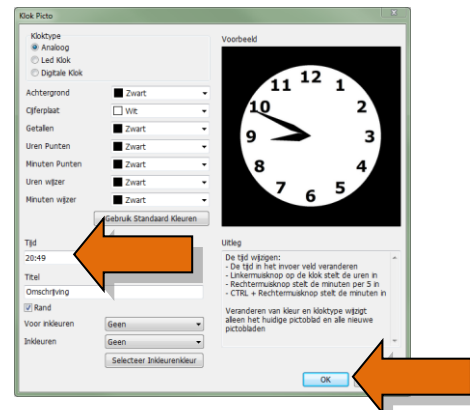 Klok Picto
Kloktype
Analoog
Led Klok
Digitale Klok
Achtergrond Zwart
Cijferplaat Wit
Getallen Zwart
Uren Punten Zwart
Minuten Punten Zwart
Uren wijzer Zwart
Minuten wijzer Zwart
Gebruik Standaard Kleuren
Tijd
20:49
Titel
Omschrijving
Rand
Voor inkleuren Geen
Inkleuren Geen
Selecteer Inkleurenkleur
Voorbeeld
11 12 1
10 2
9 3
8 4
7 6 5
Uitleg
De tijd wijzigen:
- De tijd in het invoer veld veranderen
- Linkermuisknop op de klok stelt de uren in
- Rechtermuisknop stelt de minuten per 5 in
- CTRL + Rechtermuisknop stelt de minuten in
Veranderen van kleur en kloktype wijzigt
alleen het huidige pictoblad en alle nieuwe
pictobladen
OK